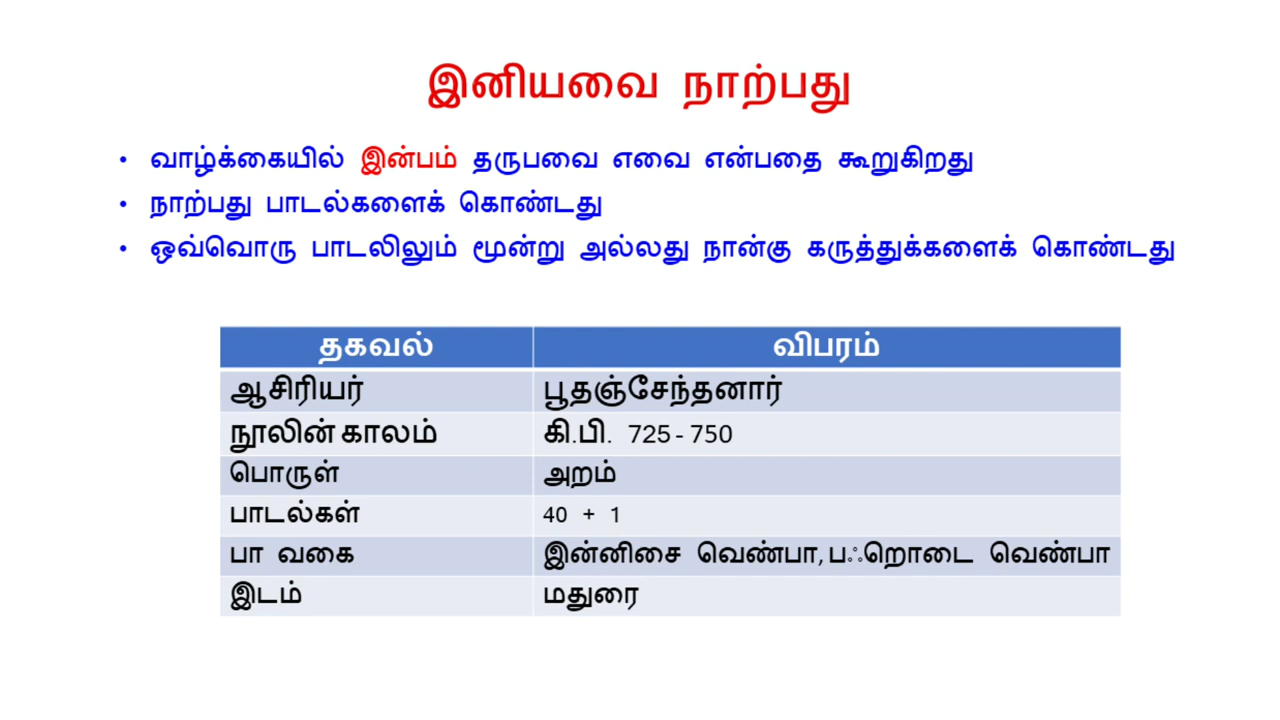 இனியவை நாற்பது
• வாழ்க்கையில் இன்பம் தருபவை எவை என்பதை கூறுகிறது
• நாற்பது பாடல்களைக் கொண்டது
• ஒவ்வொரு பாடலிலும் மூன்று அல்லது நான்கு கருத்துக்களைக் கொண்டது
தகவல் விபரம்
ஆசிரியர் பூதஞ்சேந்தனார்
நூலின் காலம் கி.பி. 725 - 750
பொருள் அறம்
பாடல்கள் 40 + 1
பா வகை இன்னிசை வெண்பா, பஃறொடை வெண்பா
இடம் மதுரை